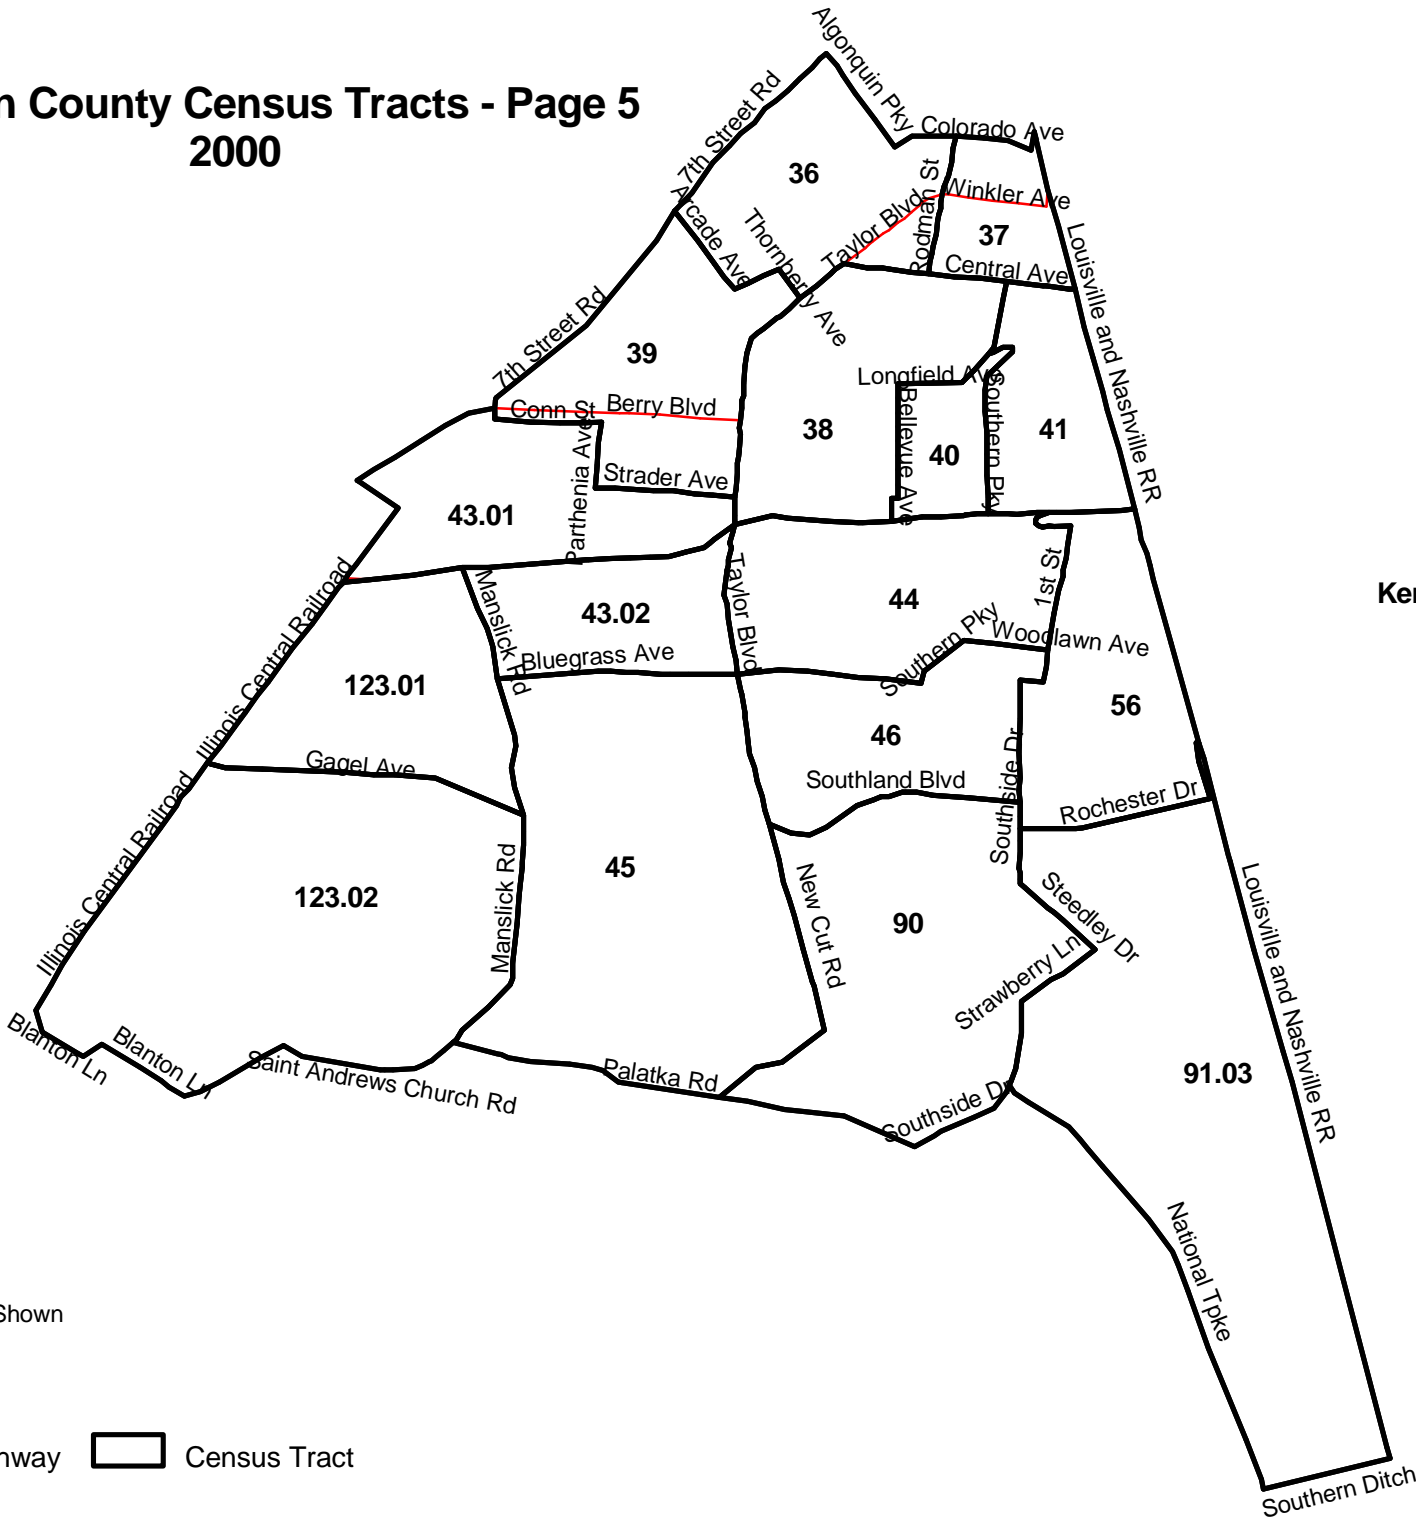 n County Census Tracts - Page 5
2000
Algonquin Pky
7th Street Rd
Colorado Ave
36
Rodman St
Winkler Ave
Arcade Ave
Thornberry Ave
Taylor Blvd
37
Central Ave
Louisville and Nashville RR
7th Street Rd
39
Longfield Ave
Conn St
Berry Blvd
Parthenia Ave
Bellevue Ave
Southern Pky
38
40
41
Strader Ave
43.01
Illinois Central Railroad
Manslick Rd
43.02
Taylor Blvd
44
1st St
Ken
Southern Pky
Woodlawn Ave
Bluegrass Ave
123.01
56
46
Gagel Ave
Southland Blvd
Southside Dr
Rochester Dr
Illinois Central Railroad
Manslick Rd
45
New Cut Rd
123.02
90
Steedley Dr
Strawberry Ln
Louisville and Nashville RR
Blanton Ln
Blanton Ln
Saint Andrews Church Rd
Palatka Rd
Southside Dr
91.03
National Tpke
Shown
hway
Census Tract
Southern Ditch